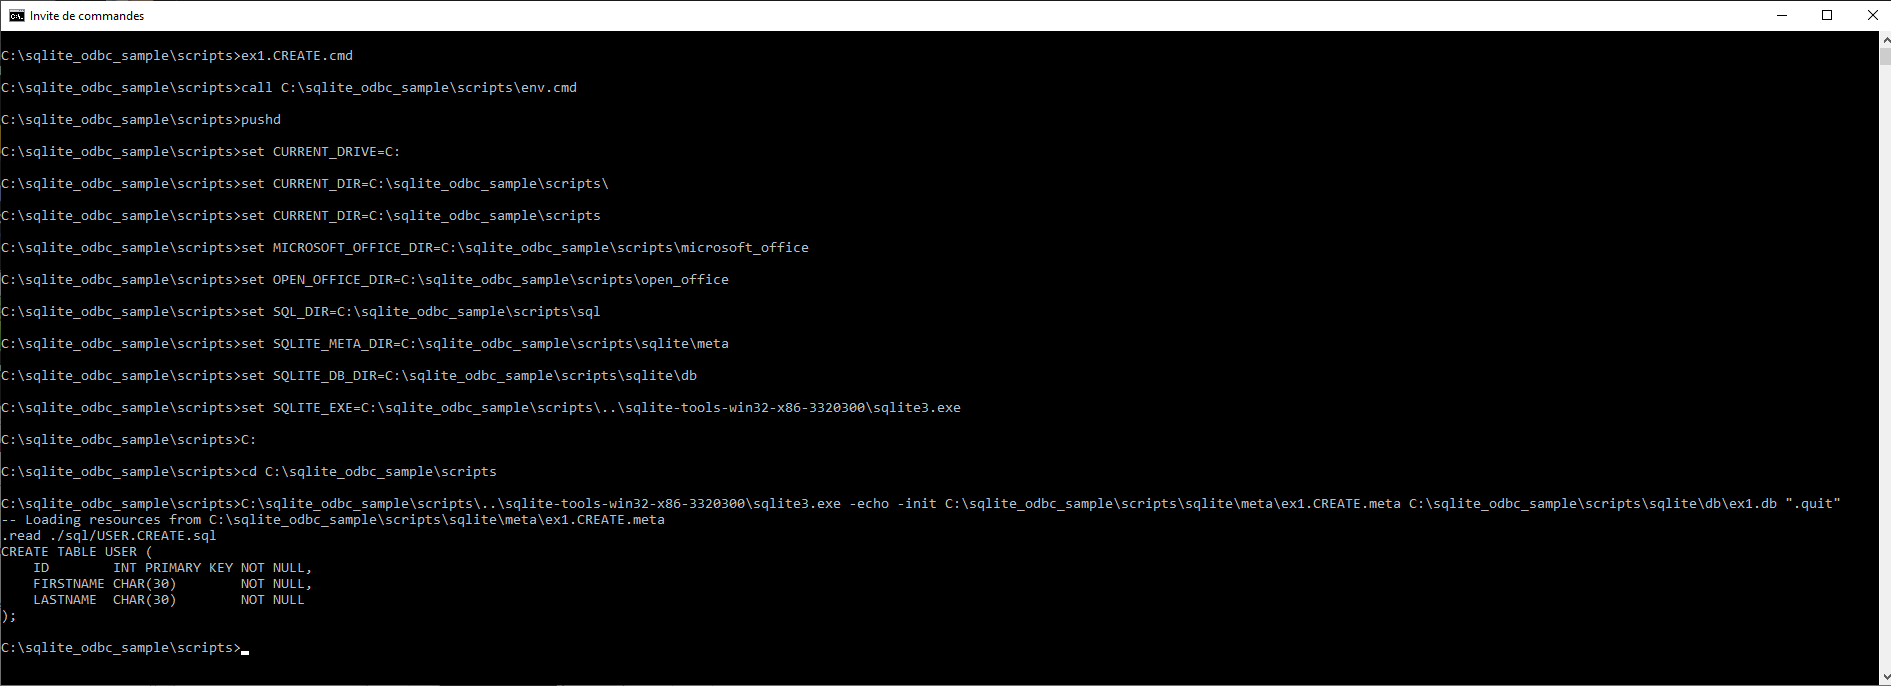 Invite de commandes
C:\sqlite_odbc_sample\scripts>ex1.CREATE.cmd
C:\sqlite_odbc_sample\scripts>call C:\sqlite_odbc_sample\scripts\env.cmd
C:\sqlite_odbc_sample\scripts>pushd
C:\sqlite_odbc_sample\scripts>set CURRENT_DRIVE=C:
C:\sqlite_odbc_sample\scripts>set CURRENT_DIR=C:\sqlite_odbc_sample\scripts\
C:\sqlite_odbc_sample\scripts>set CURRENT_DIR=C:\sqlite_odbc_sample\scripts
C:\sqlite_odbc_sample\scripts>set MICROSOFT_OFFICE_DIR=C:\sqlite_odbc_sample\scripts\microsoft_office
C:\sqlite_odbc_sample\scripts>set OPEN_OFFICE_DIR=C:\sqlite_odbc_sample\scripts\open_office
C:\sqlite_odbc_sample\scripts>set SQL_DIR=C:\sqlite_odbc_sample\scripts\sql
C:\sqlite_odbc_sample\scripts>set SQLITE_META_DIR=C:\sqlite_odbc_sample\scripts\sqlite\meta
C:\sqlite_odbc_sample\scripts>set SQLITE_DB_DIR=C:\sqlite_odbc_sample\scripts\sqlite\db
C:\sqlite_odbc_sample\scripts>set SQLITE_EXE=C:\sqlite_odbc_sample\scripts\..\sqlite-tools-win32-x86-3320300\sqlite3.exe
C:\sqlite_odbc_sample\scripts>C:
C:\sqlite_odbc_sample\scripts>cd C:\sqlite_odbc_sample\scripts
C:\sqlite_odbc_sample\scripts>C:\sqlite_odbc_sample\scripts\..\sqlite-tools-win32-x86-3320300\sqlite3.exe -echo -init C:\sqlite_odbc_sample\scripts\sqlite\meta\ex1.CREATE.meta C:\sqlite_odbc_sample\scripts\sqlite\db\ex1.db ".quit"
-- Loading resources from C:\sqlite_odbc_sample\scripts\sqlite\meta\ex1.CREATE.meta
.read ./sql/USER.CREATE.sql
CREATE TABLE USER (
    ID        INT PRIMARY KEY NOT NULL,
    FIRSTNAME CHAR(30)        NOT NULL,
    LASTNAME  CHAR(30)        NOT NULL
);
C:\sqlite_odbc_sample\scripts>